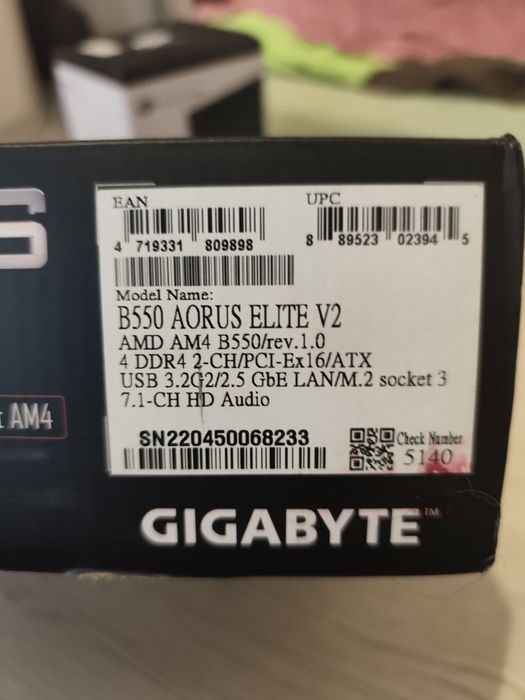 EAN
UPC
4 719331 809898
8 89523 02394 5
Model Name:
B550 AORUS ELITE V2
AMD AM4 B550/rev.1.0
4 DDR4 2-CH/PCI-Ex16/ATX
USB 3.2G2/2.5 GbE LAN/M.2 socket 3
7.1-CH HD Audio
AM4
SN220450068233
Check Number
5140
GIGABYTE™